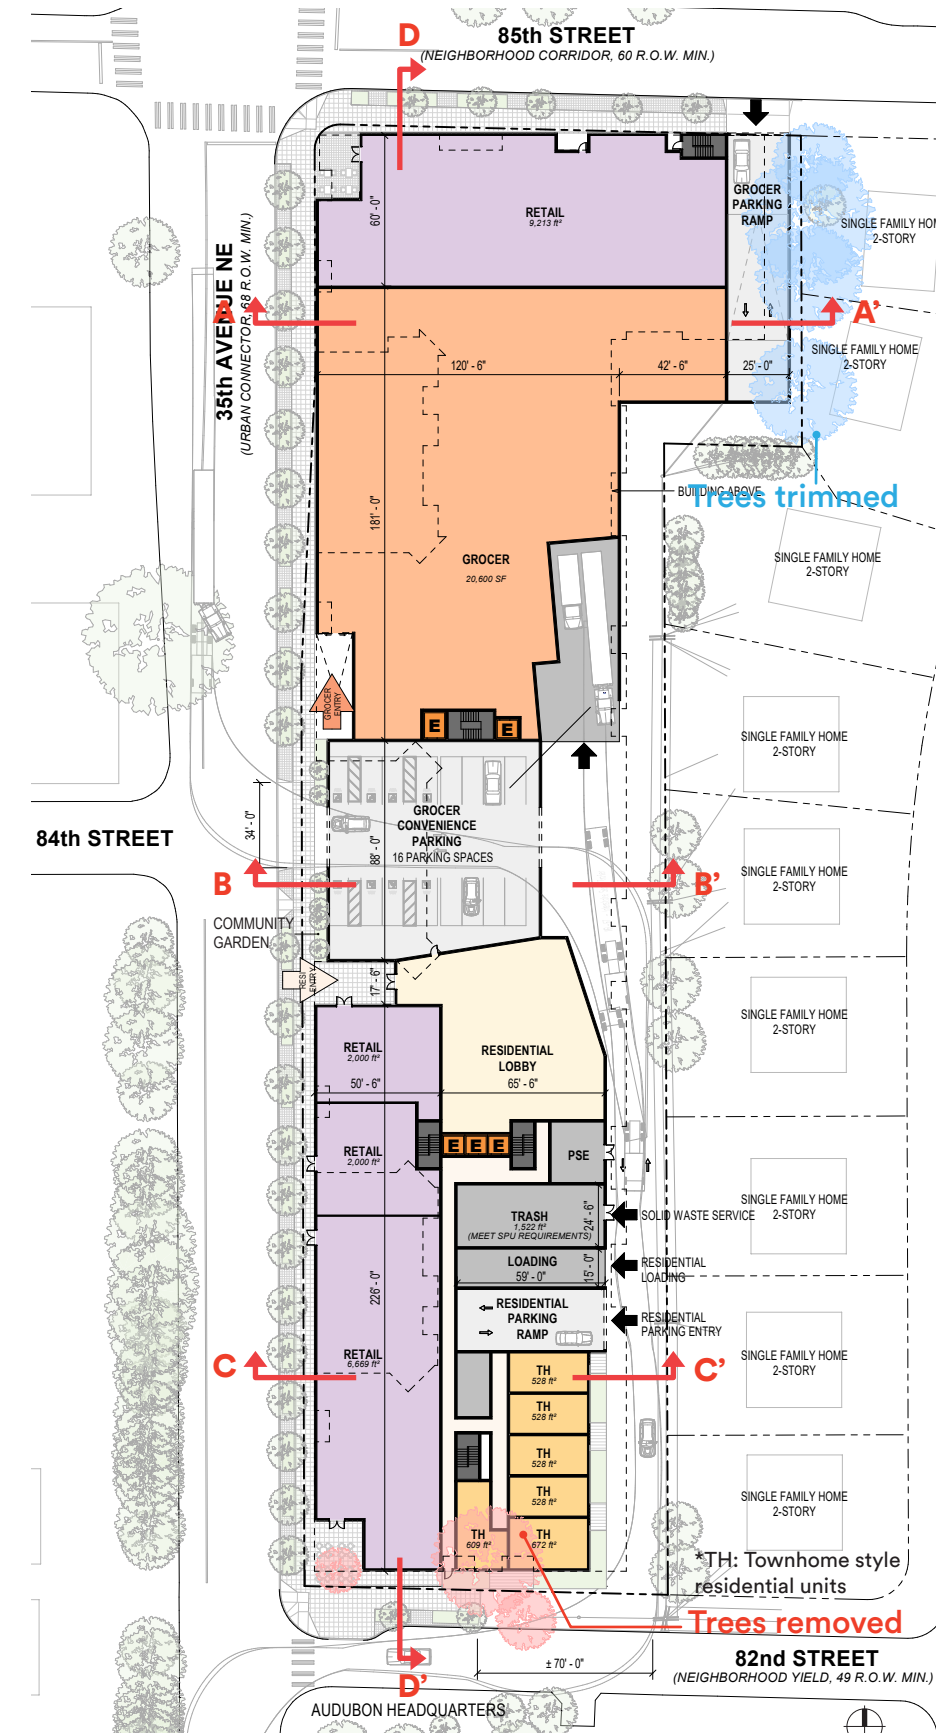 D
85th STREET
(NEIGHBORHOOD CORRIDOR, 60 R.O.W. MIN.)
GROCER
PARKING
RAMP
RETAIL
9,213 ft²
60' - 0"
SINGLE FAMILY HOM
2-STORY
35th AVENUE NE
(URBAN CONNECTOR, 68 R.O.W. MIN.)
A
A'
SINGLE FAMILY HOME
2-STORY
120' - 6"
42' - 6"
25' - 0"
BUILDING ABOVE
Trees trimmed
181' - 0"
GROCER
20,600 SF
SINGLE FAMILY HOME
2-STORY
GROCER
ENTRY
E
E
SINGLE FAMILY HOME
2-STORY
84th STREET
34' - 0"
GROCER
CONVENIENCE
PARKING
16 PARKING SPACES
88' - 0"
B
B'
SINGLE FAMILY HOME
2-STORY
COMMUNITY
GARDEN
RESI
ENTRY
17' - 6"
SINGLE FAMILY HOME
2-STORY
RETAIL
2,000 ft²
RESIDENTIAL
LOBBY
50' - 6"
65' - 6"
E E E
PSE
RETAIL
2,000 ft²
SINGLE FAMILY HOME
2-STORY
TRASH
1,522 ft²
(MEET SPU REQUIREMENTS)
24' - 6"
SOLID WASTE SERVICE
LOADING
59' - 0"
15' - 0"
RESIDENTIAL
LOADING
226' - 0"
RESIDENTIAL
PARKING
RAMP
RESIDENTIAL
PARKING ENTRY
C
C'
RETAIL
6,669 ft²
SINGLE FAMILY HOME
2-STORY
TH
528 ft²
TH
528 ft²
TH
528 ft²
TH
528 ft²
SINGLE FAMILY HOME
2-STORY
TH
609 ft²
TH
672 ft²
*TH: Townhome style
residential units
Trees removed
D'
± 70' - 0"
82nd STREET
(NEIGHBORHOOD YIELD, 49 R.O.W. MIN.)
AUDUBON HEADQUARTERS